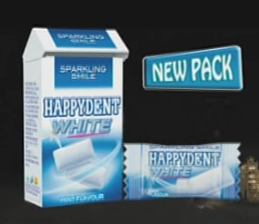 SPARKLING
SMILE
SPARKLING
SMILE
HAPPYDENT
WHITE
MINT FLAVOUR
NEW PACK
SPARKLING SMILE
HAPPYDENT
WHITE